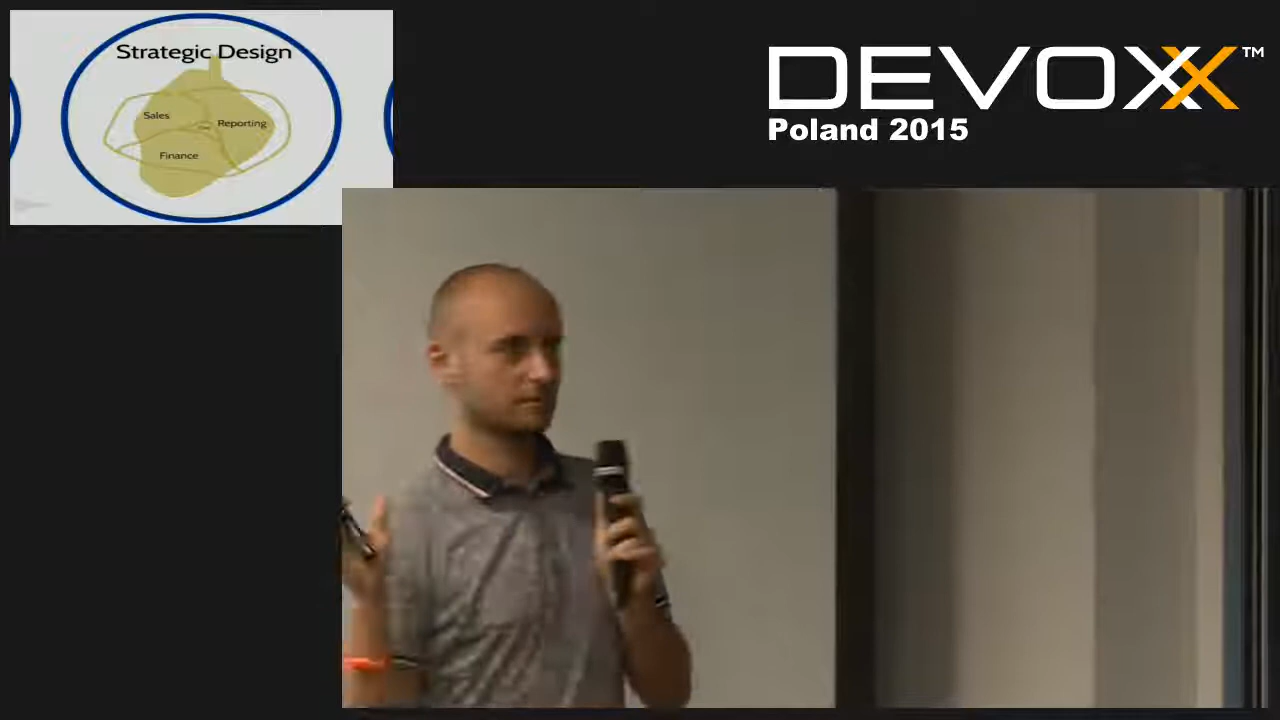 Strategic Design
Sales
Reporting
Finance
DEVOXX™
Poland 2015